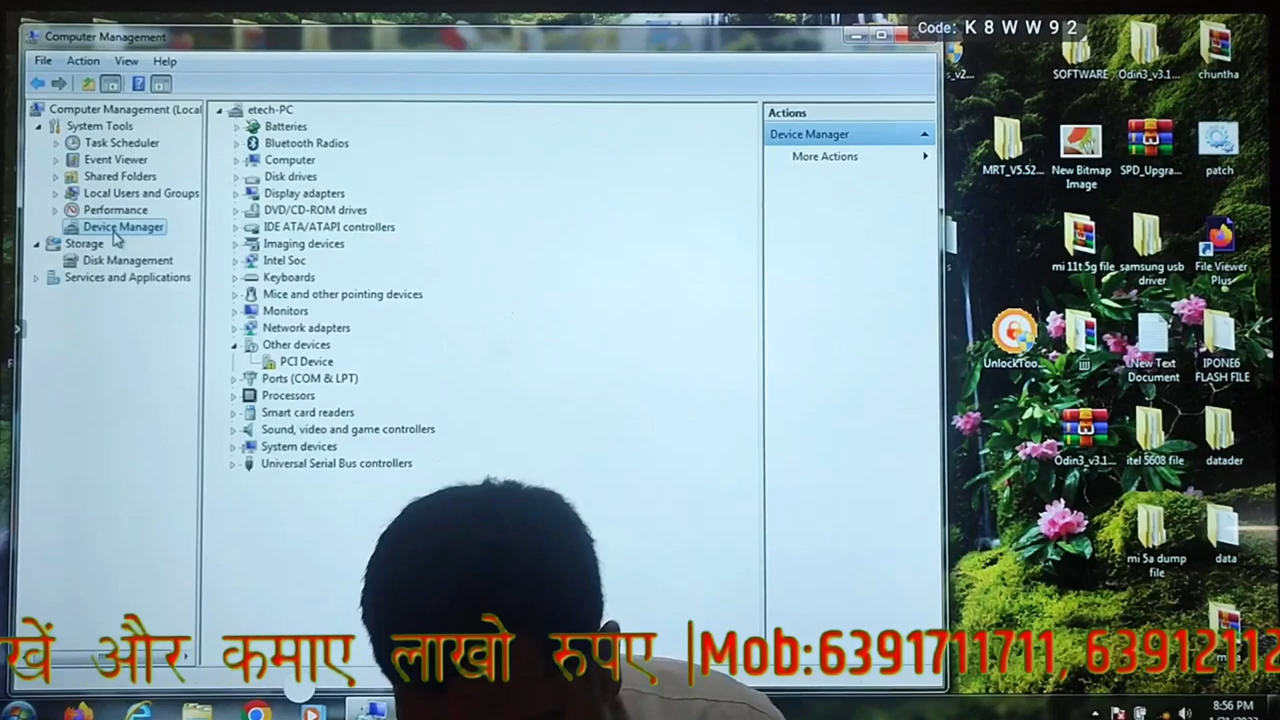 Computer Management
Code: K 8 W W 9 2
File Action View Help
Computer Management (Local
System Tools
Task Scheduler
Event Viewer
Shared Folders
Local Users and Groups
Performance
Device Manager
Storage
Disk Management
Services and Applications
etech-PC
Batteries
Bluetooth Radios
Computer
Disk drives
Display adapters
DVD/CD-ROM drives
IDE ATA/ATAPI controllers
Imaging devices
Intel Soc
Keyboards
Mice and other pointing devices
Monitors
Network adapters
Other devices
PCI Device
Ports (COM & LPT)
Processors
Smart card readers
Sound, video and game controllers
System devices
Universal Serial Bus controllers
Actions
Device Manager
More Actions
SOFTWARE
Odin3_v3.1...
chuntha
MRT_V5.52...
New Bitmap
Image
SPD_Upgra...
patch
mi 11t 5g file
samsung usb
driver
File Viewer
Plus
UnlockToo...
New Text
Document
IPONE6
FLASH FILE
Odin3_v3.1...
itel 5608 file
datader
mi 5a dump
file
data
खें और कमाए लाखो रुपए |Mob:6391711711, 63912112
8:56 PM